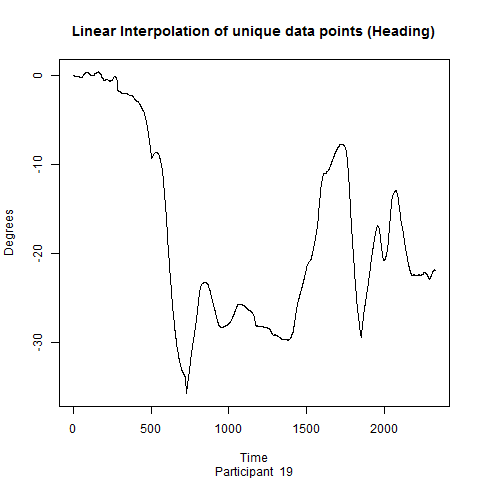 Linear Interpolation of unique data points (Heading)
Degrees
0
-10
-20
-30
0 500 1000 1500 2000
Time
Participant 19